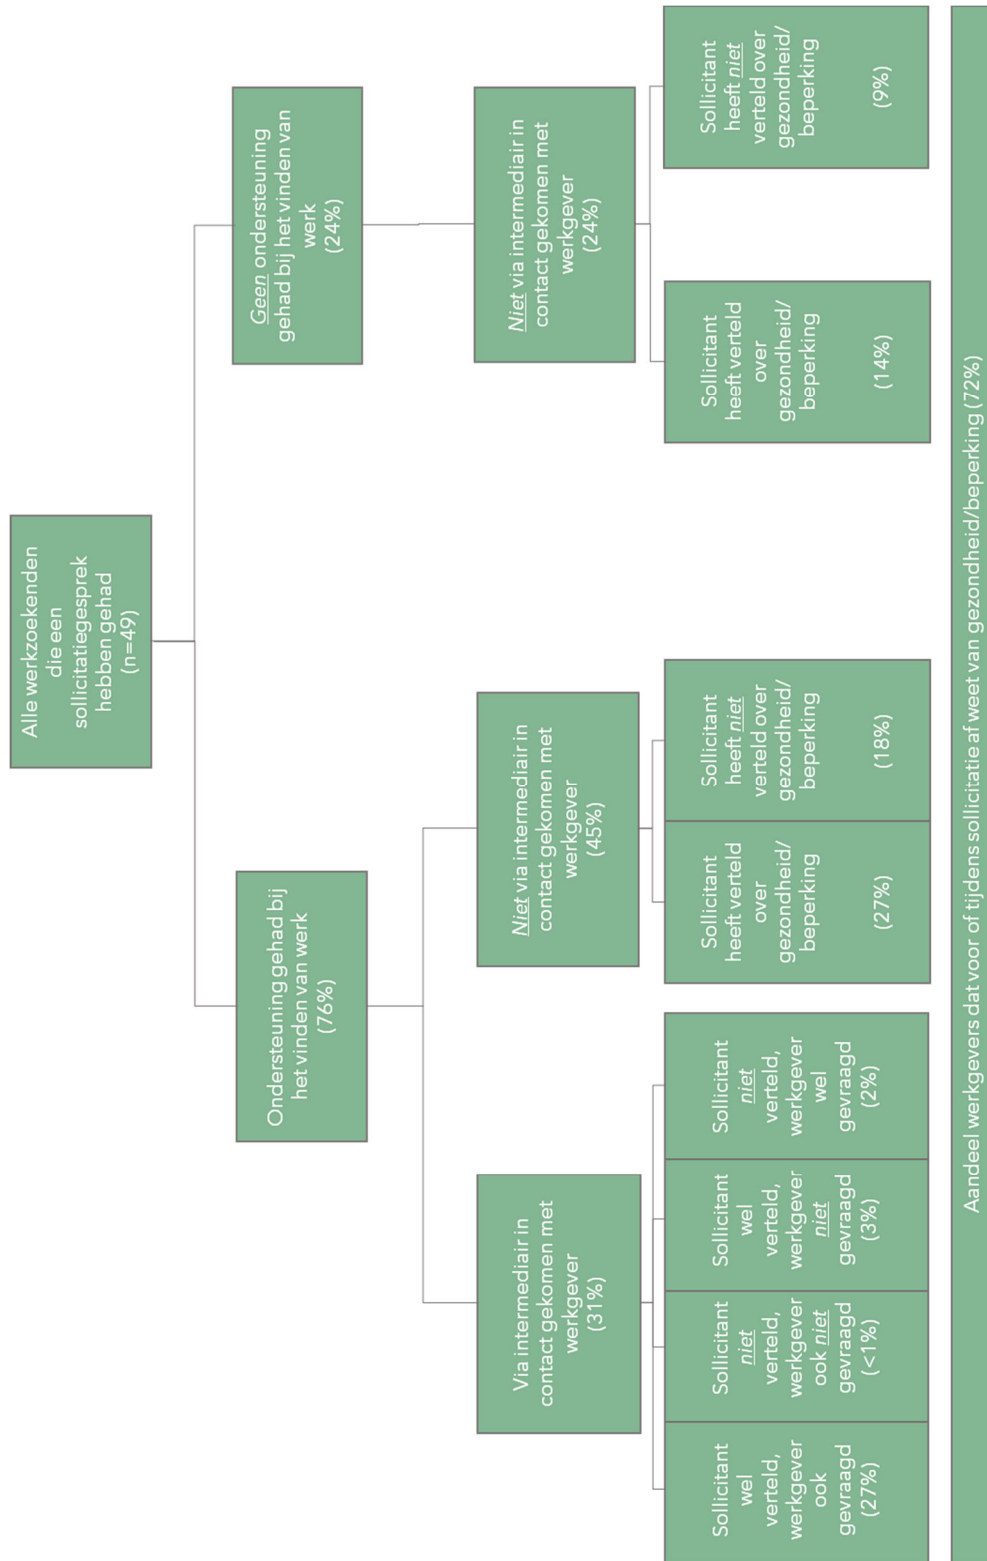 Alle werkzoekenden
die een
sollicitatiegesprek
hebben gehad
(n=49)
Ondersteuning gehad bij
het vinden van werk
(76%)
Geen ondersteuning
gehad bij het vinden van
werk
(24%)
Via intermediair in
contact gekomen met
werkgever
(31%)
Niet via intermediair in
contact gekomen met
werkgever
(45%)
Niet via intermediair in
contact gekomen met
werkgever
(24%)
Sollicitant
wel
verteld,
werkgever
ook
gevraagd
(27%)
Sollicitant
niet
verteld,
werkgever
ook niet
gevraagd
(<1%)
Sollicitant
wel
verteld,
werkgever
niet
gevraagd
(3%)
Sollicitant
niet
verteld,
werkgever
wel
gevraagd
(2%)
Sollicitant
heeft verteld
over
gezondheid/
beperking
(27%)
Sollicitant
heeft niet
verteld over
gezondheid/
beperking
(18%)
Sollicitant
heeft verteld
over
gezondheid/
beperking
(14%)
Sollicitant
heeft niet
verteld over
gezondheid/
beperking
(9%)
Aandeel werkgevers dat voor of tijdens sollicitatie af weet van gezondheid/beperking (72%)